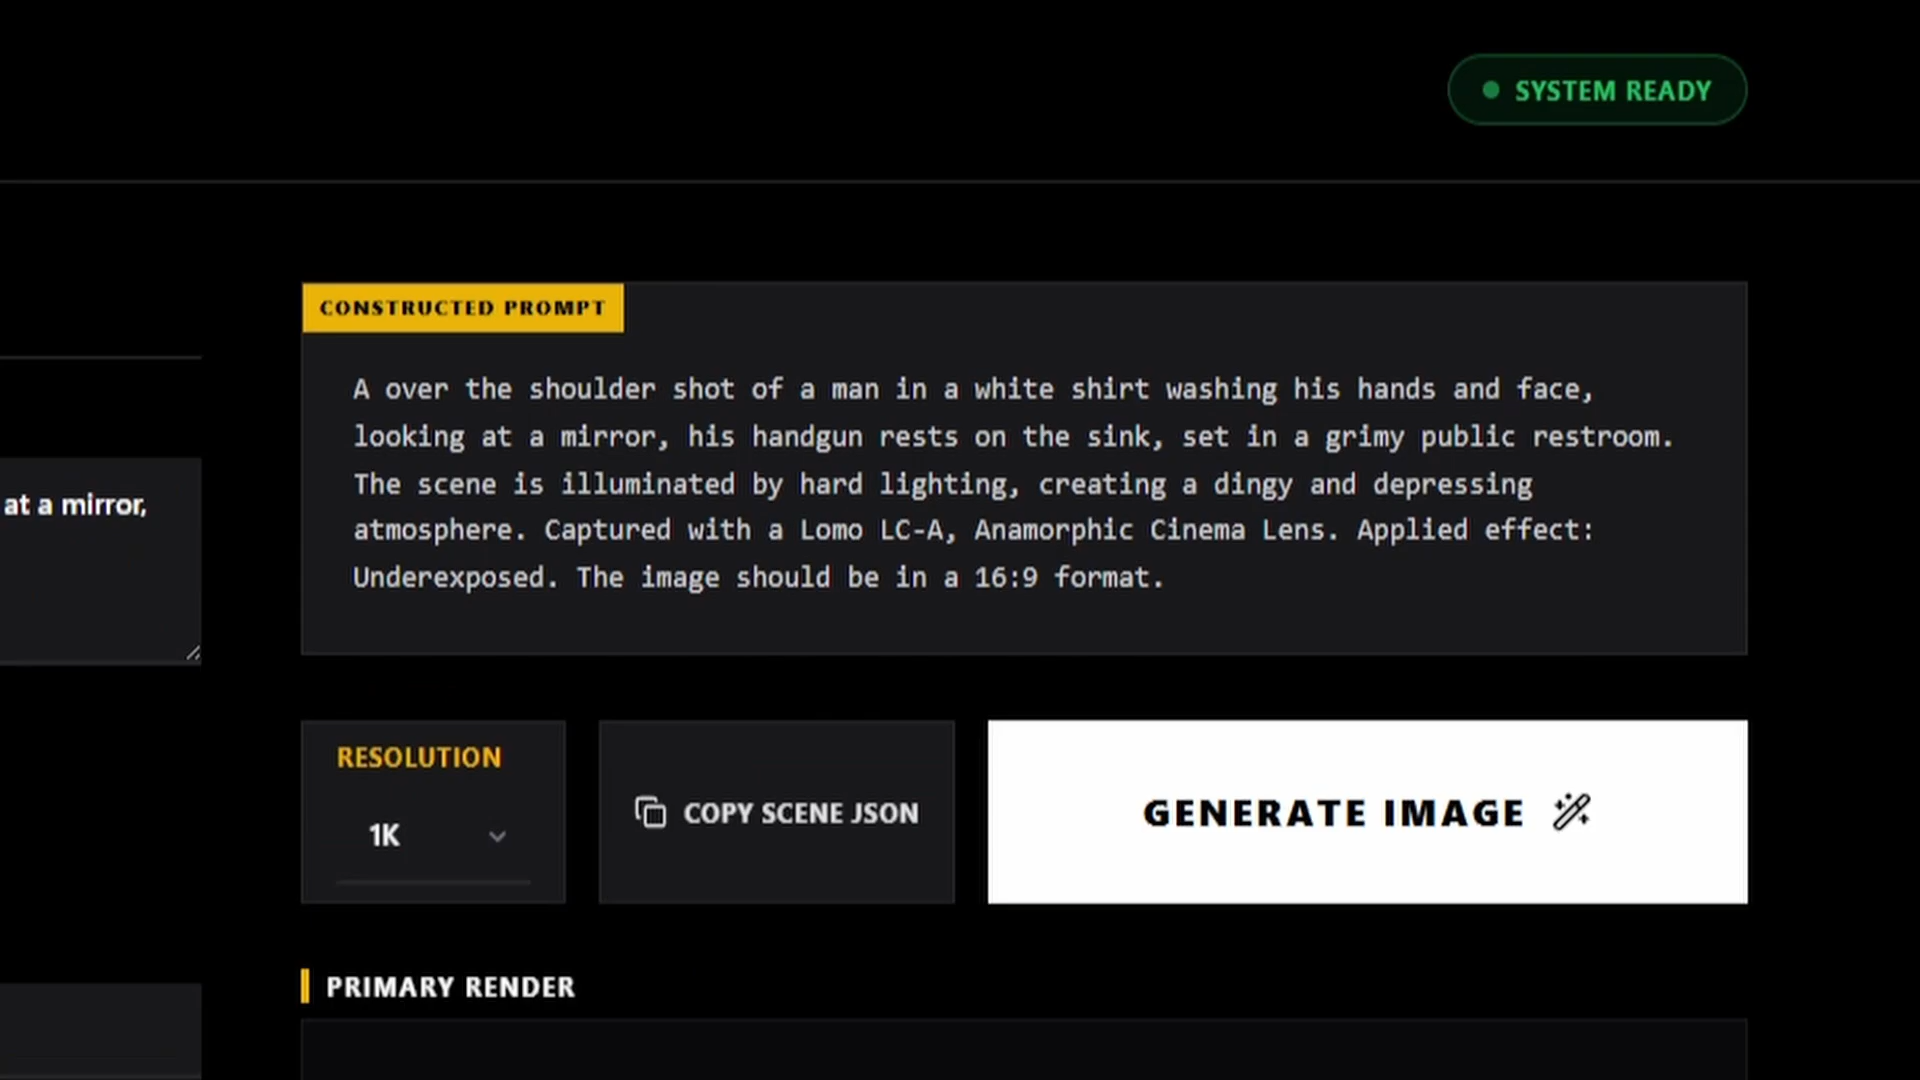 SYSTEM READY
CONSTRUCTED PROMPT
A over the shoulder shot of a man in a white shirt washing his hands and face,
looking at a mirror, his handgun rests on the sink, set in a grimy public restroom.
The scene is illuminated by hard lighting, creating a dingy and depressing
atmosphere. Captured with a Lomo LC-A, Anamorphic Cinema Lens. Applied effect:
Underexposed. The image should be in a 16:9 format.
at a mirror,
RESOLUTION
1K
COPY SCENE JSON
GENERATE IMAGE
PRIMARY RENDER